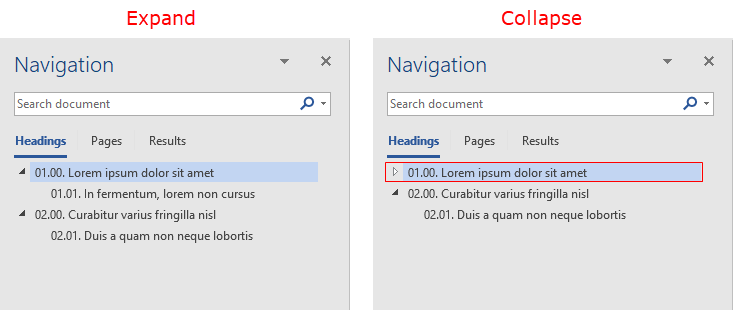 Expand
Navigation
Search document
Headings Pages Results
01.00. Lorem ipsum dolor sit amet
01.01. In fermentum, lorem non cursus
02.00. Curabitur varius fringilla nisl
02.01. Duis a quam non neque lobortis
Collapse
Navigation
Search document
Headings Pages Results
01.00. Lorem ipsum dolor sit amet
02.00. Curabitur varius fringilla nisl
02.01. Duis a quam non neque lobortis